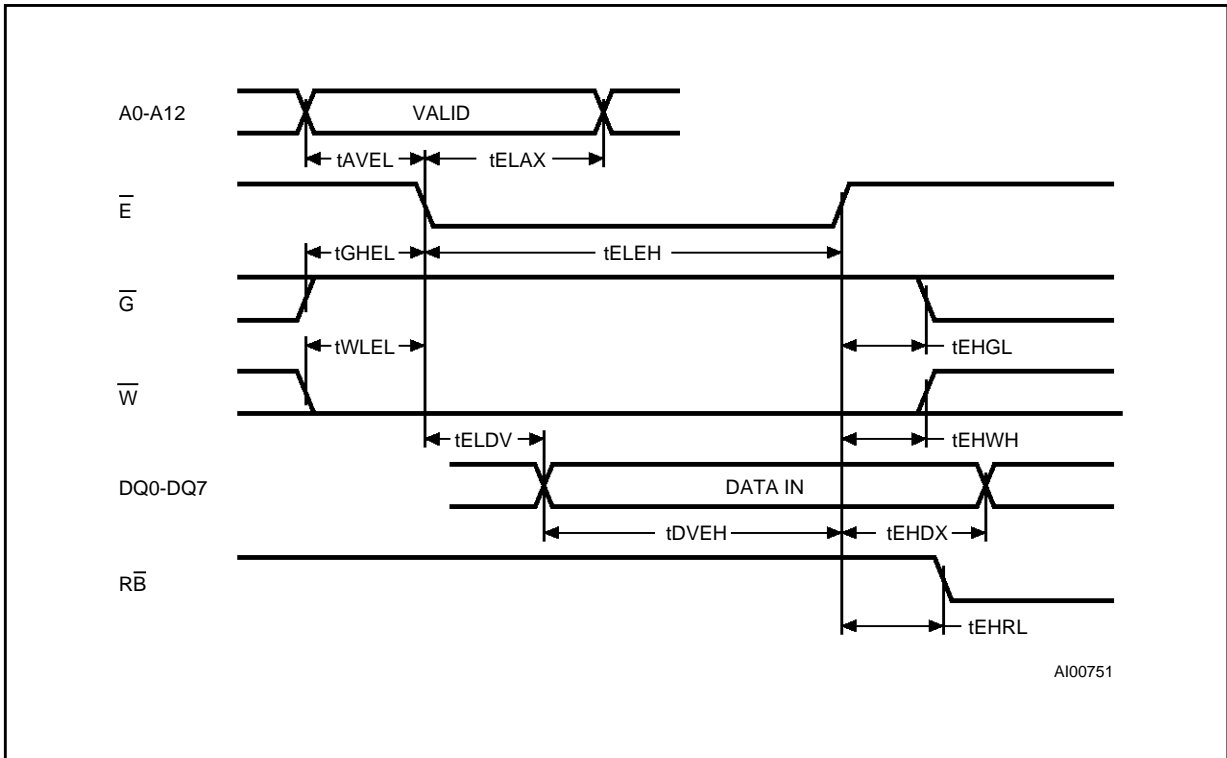 A0-A12
VALID
tAVEL
tELAX
E̅
tGHEL
tELEH
G̅
tEHGL
tWLEL
W̅
tEHWH
tELDV
DQ0-DQ7
DATA IN
tDVEH
tEHDX
RB̅
tEHRL
AI00751